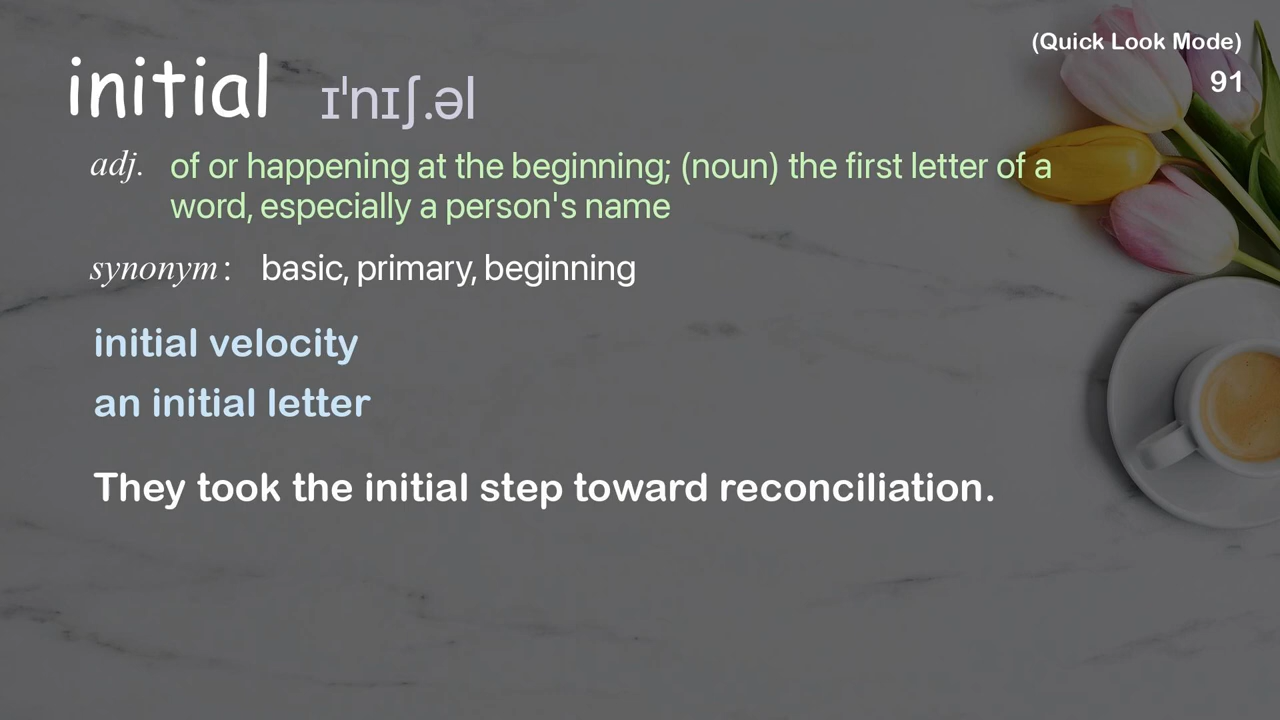 (Quick Look Mode)
91
initial ɪˈnɪʃ.əl
adj. of or happening at the beginning; (noun) the first letter of a
word, especially a person's name
synonym: basic, primary, beginning
initial velocity
an initial letter
They took the initial step toward reconciliation.